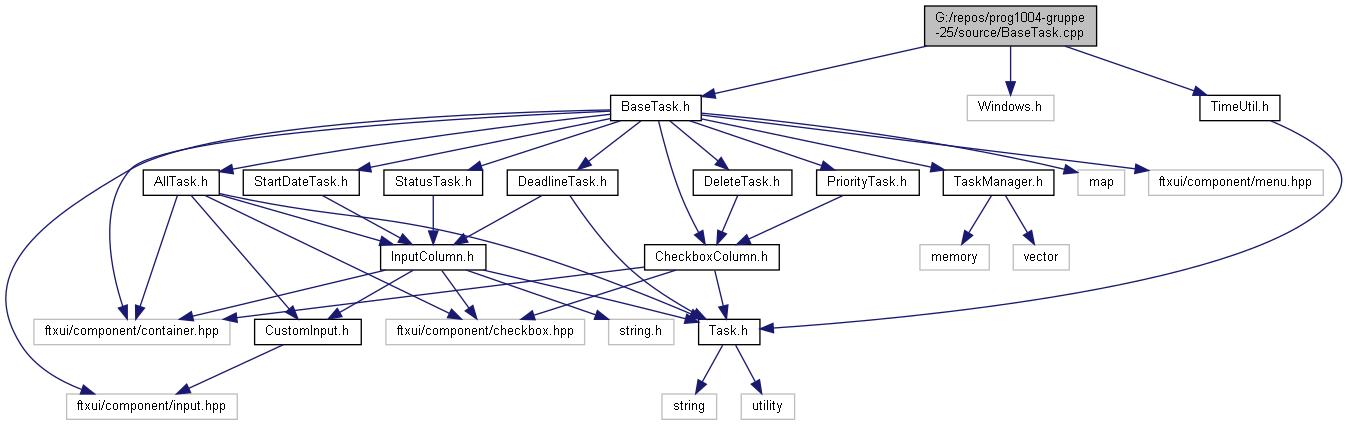 G:/repos/prog1004-gruppe
-25/source/BaseTask.cpp
BaseTask.h
Windows.h
TimeUtil.h
AllTask.h
StartDateTask.h
StatusTask.h
DeadlineTask.h
DeleteTask.h
PriorityTask.h
TaskManager.h
map
ftxui/component/menu.hpp
InputColumn.h
CheckboxColumn.h
memory
vector
ftxui/component/container.hpp
CustomInput.h
ftxui/component/checkbox.hpp
string.h
Task.h
ftxui/component/input.hpp
string
utility